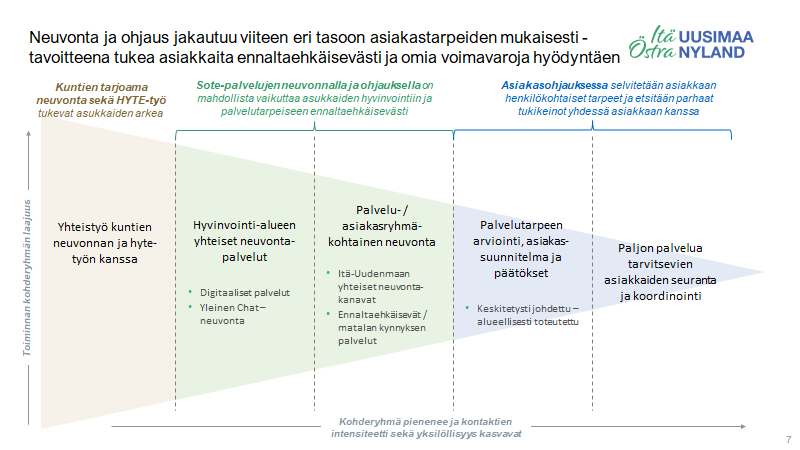 Neuvonta ja ohjaus jakautuu viiteen eri tasoon asiakastarpeiden mukaisesti -
tavoitteena tukea asiakkaita ennaltaehkäisevästi ja omia voimavaroja hyödyntäen
Itä
Östra
UUSIMAA
NYLAND
Kuntien tarjoama
neuvonta sekä HYTE-työ
tukevat asukkaiden arkea
Sote-palvelujen neuvonnalla ja ohjauksella on
mahdollista vaikuttaa asukkaiden hyvinvointiin ja
palvelutarpeiseen ennaltaehkäisevästi
Asiakasohjauksessa selvitetään asiakkaan
henkilökohtaiset tarpeet ja etsitään parhaat
tukikeinot yhdessä asiakkaan kanssa
Toiminnan kohderyhmän laajuus
Yhteistyö kuntien
neuvonnan ja hyte-
työn kanssa
Hyvinvointi-alueen
yhteiset neuvonta-
palvelut
• Digitaaliset palvelut
• Yleinen Chat –
neuvonta
Palvelu- /
asiakasryhmä-
kohtainen neuvonta
• Itä-Uudenmaan
yhteiset neuvonta-
kanavat
• Ennaltaehkäisevät /
matalan kynnyksen
palvelut
Palvelutarpeen
arviointi, asiakas-
suunnitelma ja
päätökset
• Keskitetysti johdettu –
alueellisesti toteutettu
Paljon palvelua
tarvitsevien
asiakkaiden seuranta
ja koordinointi
Kohderyhmä pienenee ja kontaktien
intensiteetti sekä yksilöllisyys kasvavat
7